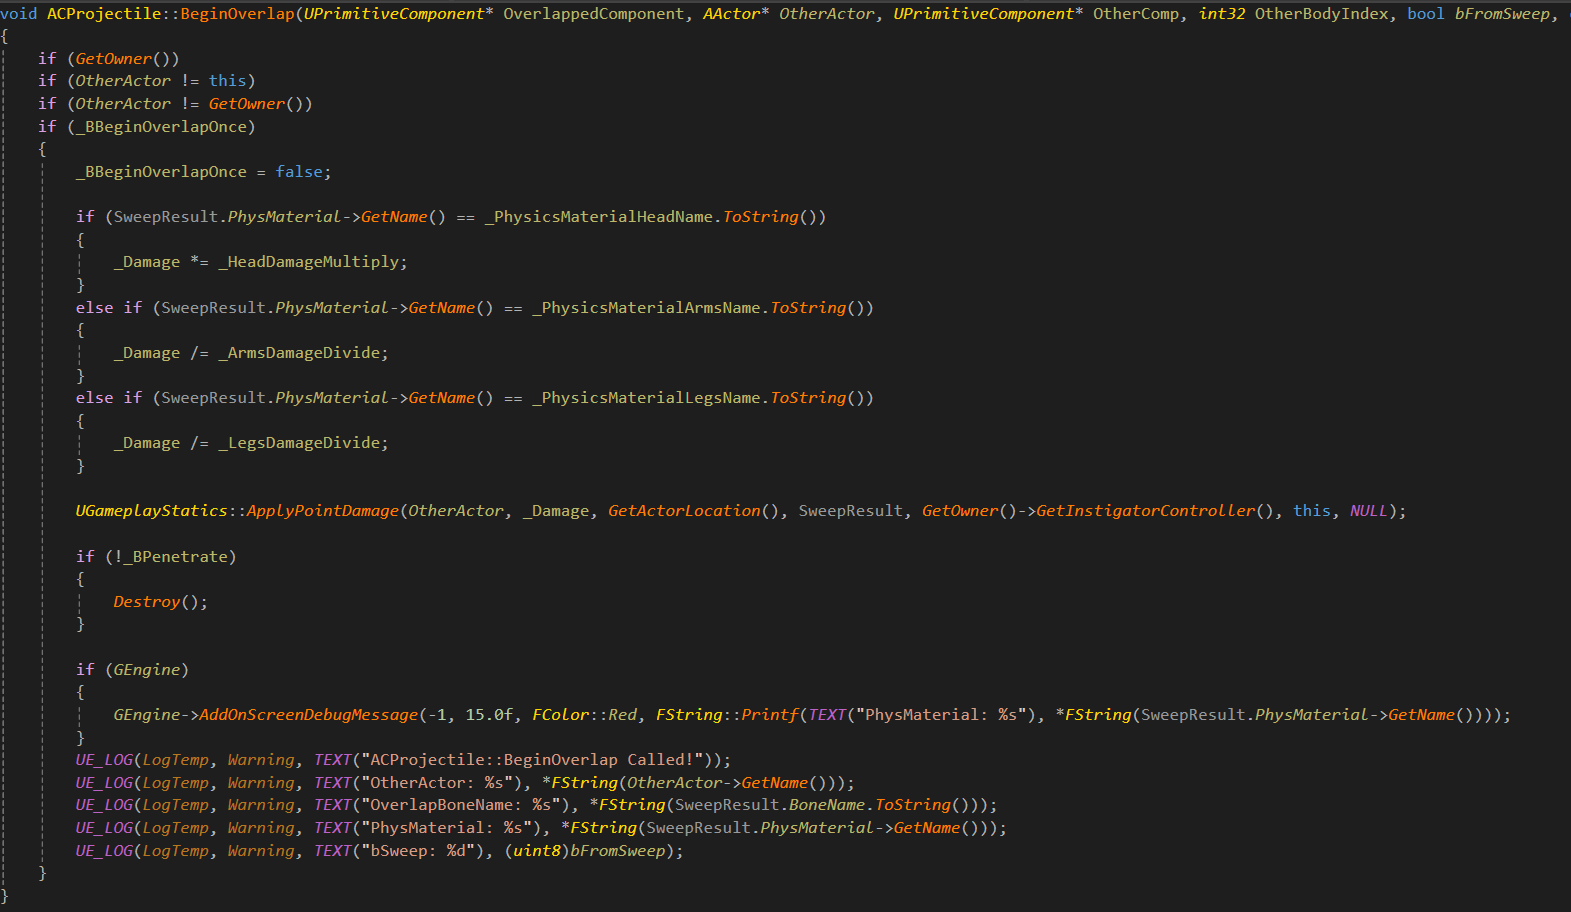 void ACProjectile::BeginOverlap(UPrimitiveComponent* OverlappedComponent, AActor* OtherActor, UPrimitiveComponent* OtherComp, int32 OtherBodyIndex, bool bFromSweep,
{
if (GetOwner())
if (OtherActor != this)
if (OtherActor != GetOwner())
if (_BBeginOverlapOnce)
{
_BBeginOverlapOnce = false;
if (SweepResult.PhysMaterial->GetName() == _PhysicsMaterialHeadName.ToString())
{
_Damage *= _HeadDamageMultiply;
}
else if (SweepResult.PhysMaterial->GetName() == _PhysicsMaterialArmsName.ToString())
{
_Damage /= _ArmsDamageDivide;
}
else if (SweepResult.PhysMaterial->GetName() == _PhysicsMaterialLegsName.ToString())
{
_Damage /= _LegsDamageDivide;
}
UGameplayStatics::ApplyPointDamage(OtherActor, _Damage, GetActorLocation(), SweepResult, GetOwner()->GetInstigatorController(), this, NULL);
if (!_BPenetrate)
{
Destroy();
}
if (GEngine)
{
GEngine->AddOnScreenDebugMessage(-1, 15.0f, FColor::Red, FString::Printf(TEXT("PhysMaterial: %s"), *FString(SweepResult.PhysMaterial->GetName())));
}
UE_LOG(LogTemp, Warning, TEXT("ACProjectile::BeginOverlap Called!"));
UE_LOG(LogTemp, Warning, TEXT("OtherActor: %s"), *FString(OtherActor->GetName()));
UE_LOG(LogTemp, Warning, TEXT("OverlapBoneName: %s"), *FString(SweepResult.BoneName.ToString()));
UE_LOG(LogTemp, Warning, TEXT("PhysMaterial: %s"), *FString(SweepResult.PhysMaterial->GetName()));
UE_LOG(LogTemp, Warning, TEXT("bSweep: %d"), (uint8)bFromSweep);
}
}